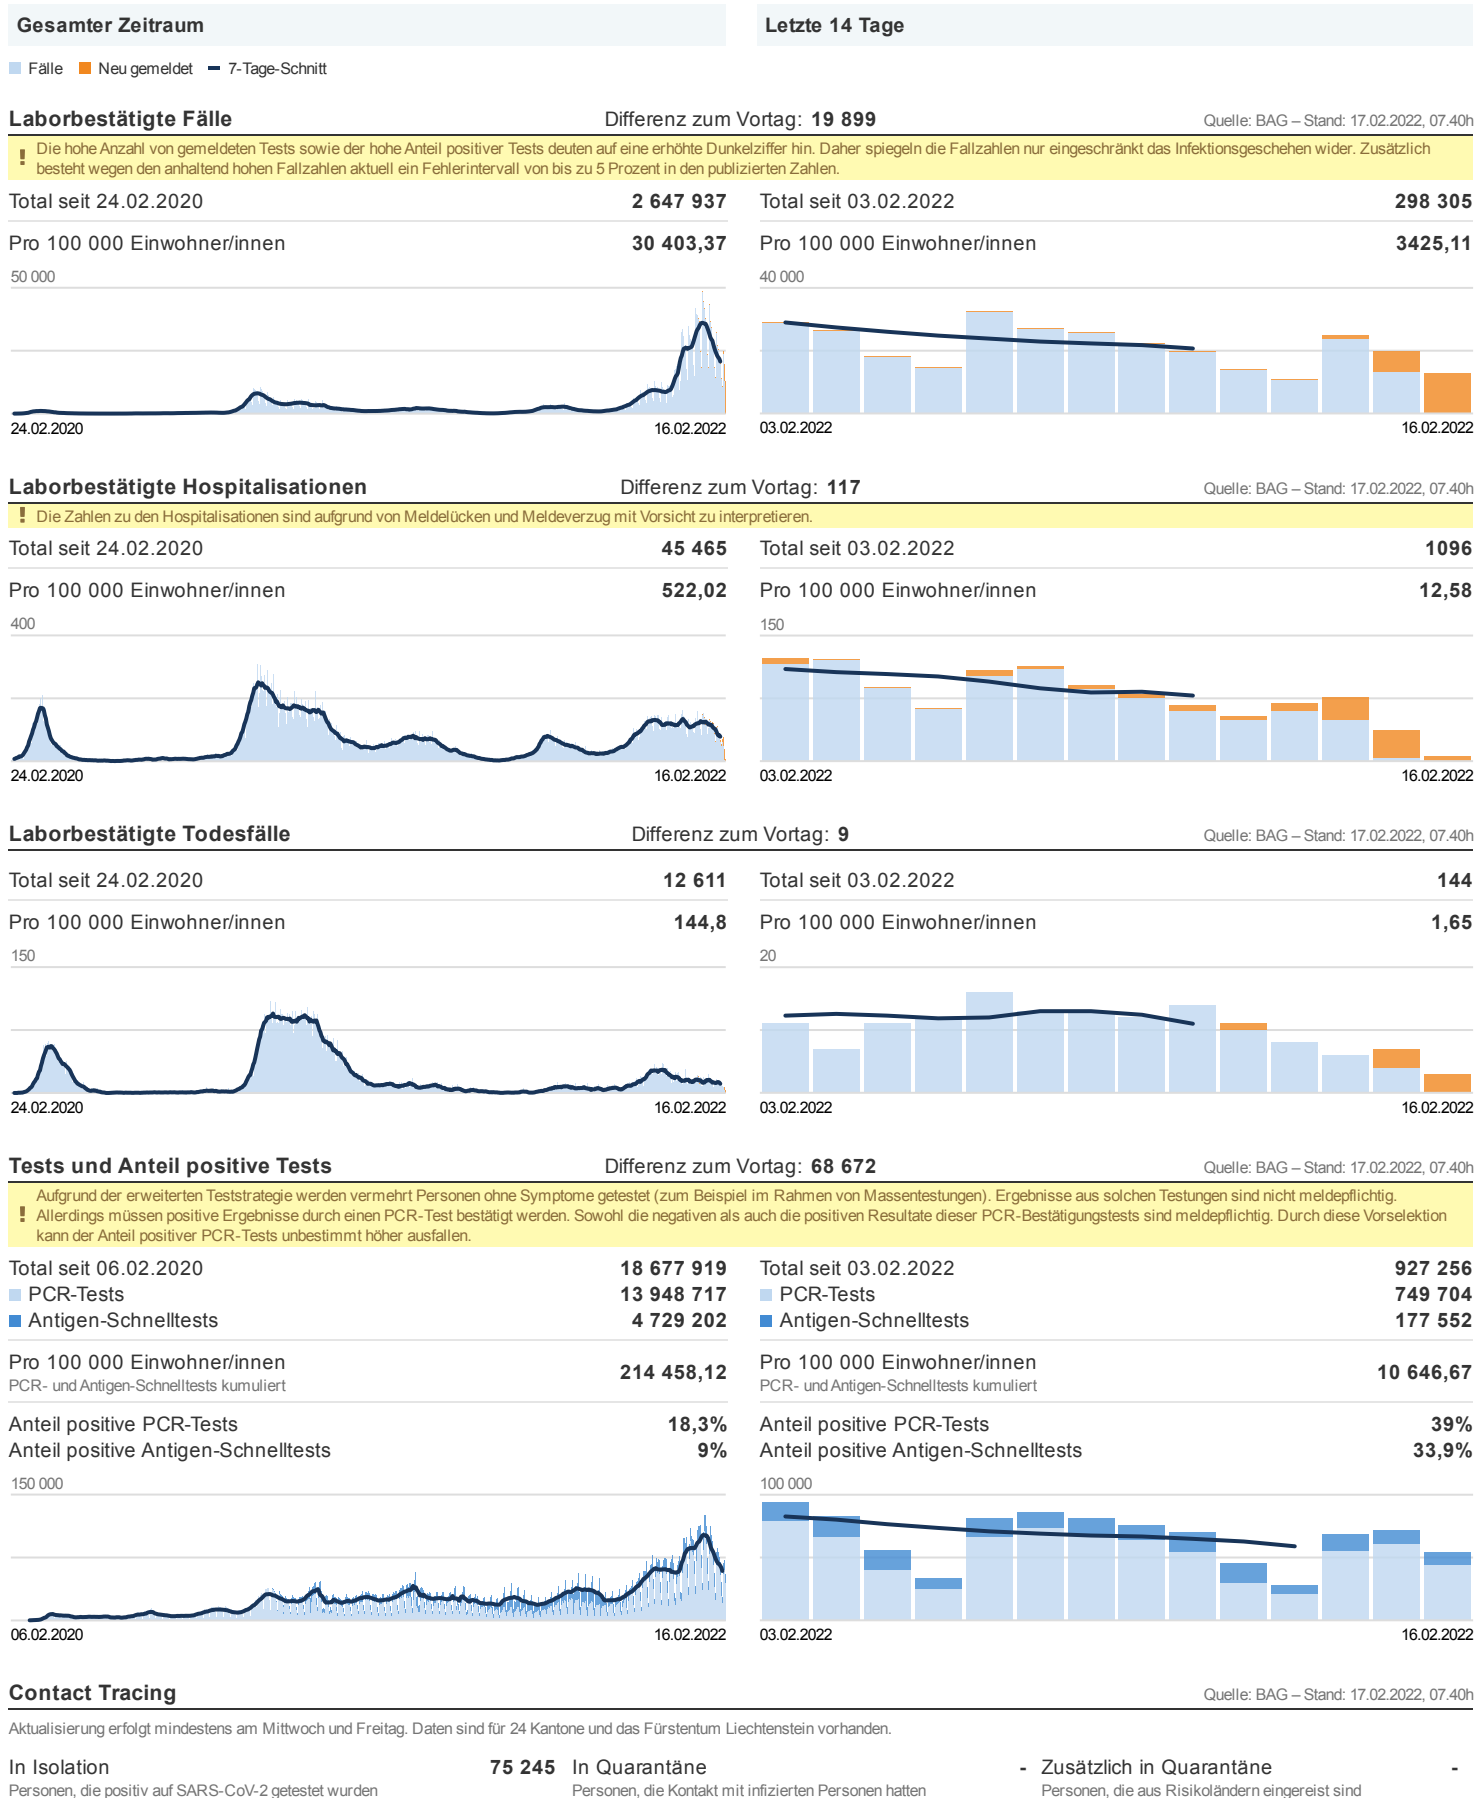 Gesamter Zeitraum
Letzte 14 Tage
Fälle Neu gemeldet 7-Tage-Schnitt
Laborbestätigte Fälle Differenz zum Vortag: 19 899 Quelle: BAG – Stand: 17.02.2022, 07.40h
! Die hohe Anzahl von gemeldeten Tests sowie der hohe Anteil positiver Tests deuten auf eine erhöhte Dunkelziffer hin. Daher spiegeln die Fallzahlen nur eingeschränkt das Infektionsgeschehen wider. Zusätzlich
besteht wegen den anhaltend hohen Fallzahlen aktuell ein Fehlerintervall von bis zu 5 Prozent in den publizierten Zahlen.
Total seit 24.02.2020 2 647 937
Pro 100 000 Einwohner/innen 30 403,37
50 000
24.02.2020 16.02.2022
Total seit 03.02.2022 298 305
Pro 100 000 Einwohner/innen 3425,11
40 000
03.02.2022 16.02.2022
Laborbestätigte Hospitalisationen Differenz zum Vortag: 117 Quelle: BAG – Stand: 17.02.2022, 07.40h
! Die Zahlen zu den Hospitalisationen sind aufgrund von Meldelücken und Meldeverzug mit Vorsicht zu interpretieren.
Total seit 24.02.2020 45 465
Pro 100 000 Einwohner/innen 522,02
400
24.02.2020 16.02.2022
Total seit 03.02.2022 1096
Pro 100 000 Einwohner/innen 12,58
150
03.02.2022 16.02.2022
Laborbestätigte Todesfälle Differenz zum Vortag: 9 Quelle: BAG – Stand: 17.02.2022, 07.40h
Total seit 24.02.2020 12 611
Pro 100 000 Einwohner/innen 144,8
150
24.02.2020 16.02.2022
Total seit 03.02.2022 144
Pro 100 000 Einwohner/innen 1,65
20
03.02.2022 16.02.2022
Tests und Anteil positive Tests Differenz zum Vortag: 68 672 Quelle: BAG – Stand: 17.02.2022, 07.40h
Aufgrund der erweiterten Teststrategie werden vermehrt Personen ohne Symptome getestet (zum Beispiel im Rahmen von Massentestungen). Ergebnisse aus solchen Testungen sind nicht meldepflichtig.
! Allerdings müssen positive Ergebnisse durch einen PCR-Test bestätigt werden. Sowohl die negativen als auch die positiven Resultate dieser PCR-Bestätigungstests sind meldepflichtig. Durch diese Vorselektion
kann der Anteil positiver PCR-Tests unbestimmt höher ausfallen.
Total seit 06.02.2020 18 677 919
PCR-Tests 13 948 717
Antigen-Schnelltests 4 729 202
Pro 100 000 Einwohner/innen 214 458,12
PCR- und Antigen-Schnelltests kumuliert
Anteil positive PCR-Tests 18,3%
Anteil positive Antigen-Schnelltests 9%
150 000
06.02.2020 16.02.2022
Total seit 03.02.2022 927 256
PCR-Tests 749 704
Antigen-Schnelltests 177 552
Pro 100 000 Einwohner/innen 10 646,67
PCR- und Antigen-Schnelltests kumuliert
Anteil positive PCR-Tests 39%
Anteil positive Antigen-Schnelltests 33,9%
100 000
03.02.2022 16.02.2022
Contact Tracing Quelle: BAG – Stand: 17.02.2022, 07.40h
Aktualisierung erfolgt mindestens am Mittwoch und Freitag. Daten sind für 24 Kantone und das Fürstentum Liechtenstein vorhanden.
In Isolation 75 245
Personen, die positiv auf SARS-CoV-2 getestet wurden
In Quarantäne -
Personen, die Kontakt mit infizierten Personen hatten
Zusätzlich in Quarantäne -
Personen, die aus Risikoländern eingereist sind